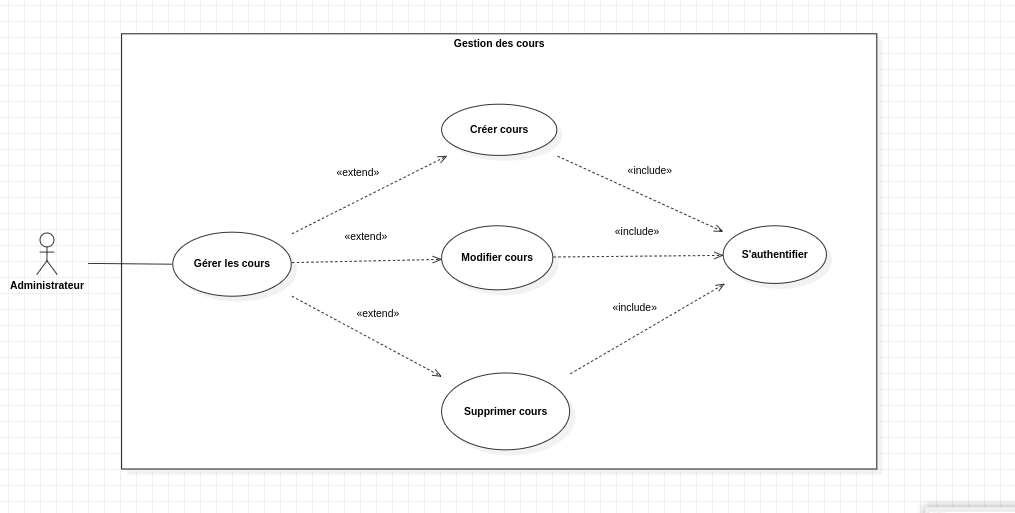 Gestion des cours
Créer cours
«extend»
«include»
«extend»
«include»
Administrateur
Gérer les cours
Modifier cours
S'authentifier
«extend»
«include»
Supprimer cours